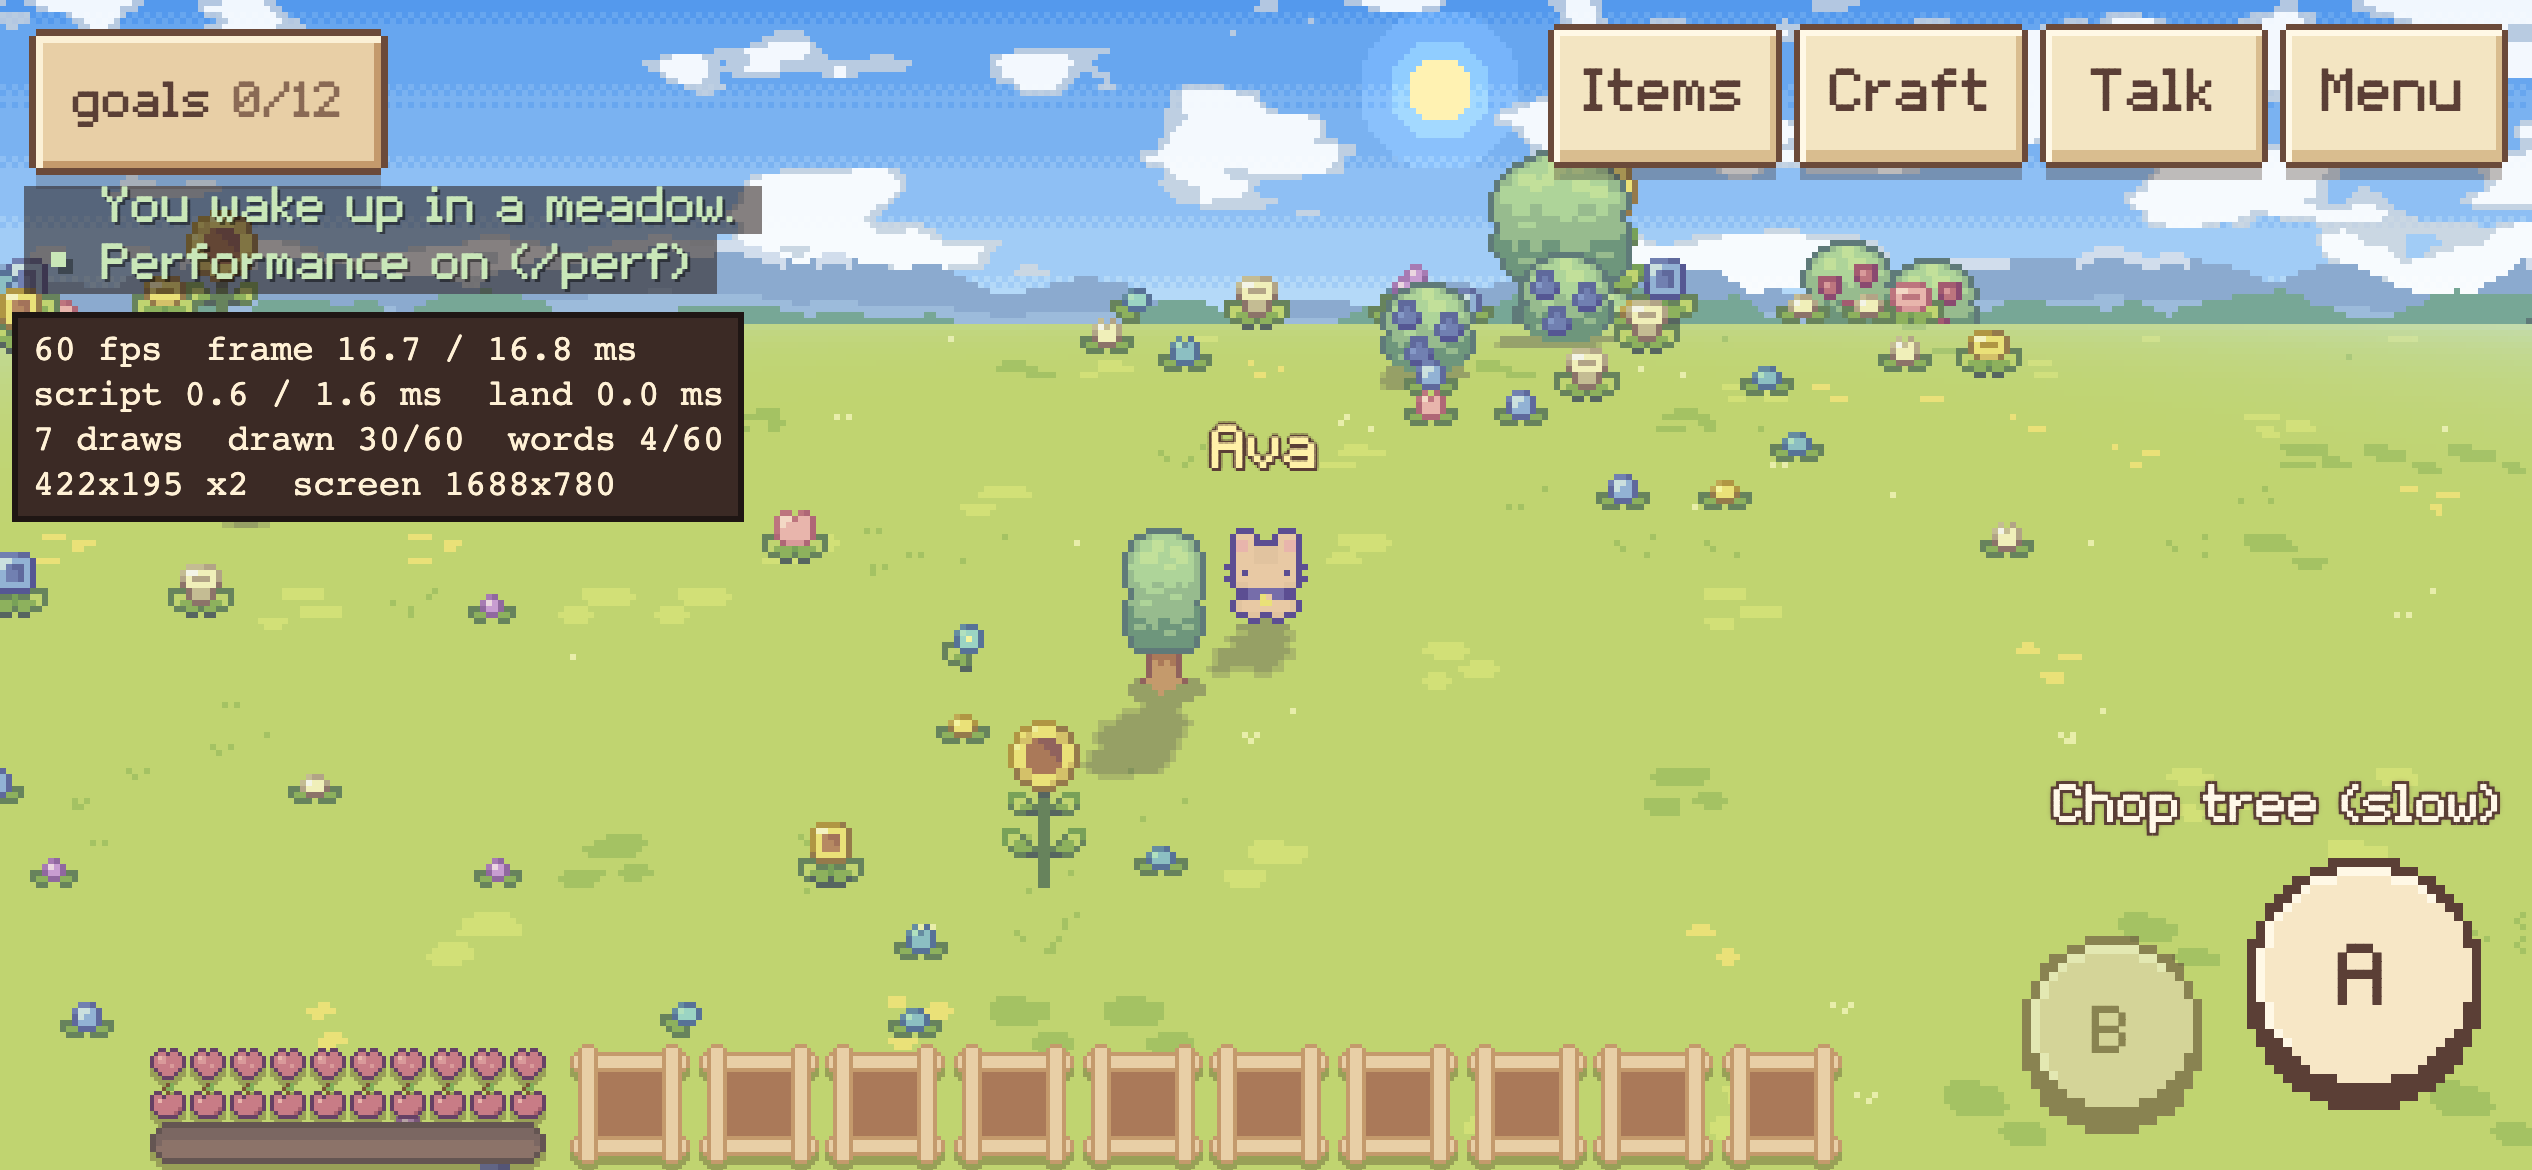 goals 0/12
Items
Craft
Talk
Menu
You wake up in a meadow.
Performance on (/perf)
60 fps  frame 16.7 / 16.8 ms
script 0.6 / 1.6 ms  land 0.0 ms
7 draws  drawn 30/60  words 4/60
422x195 x2  screen 1688x780
Ava
Chop tree (slow)
A
B